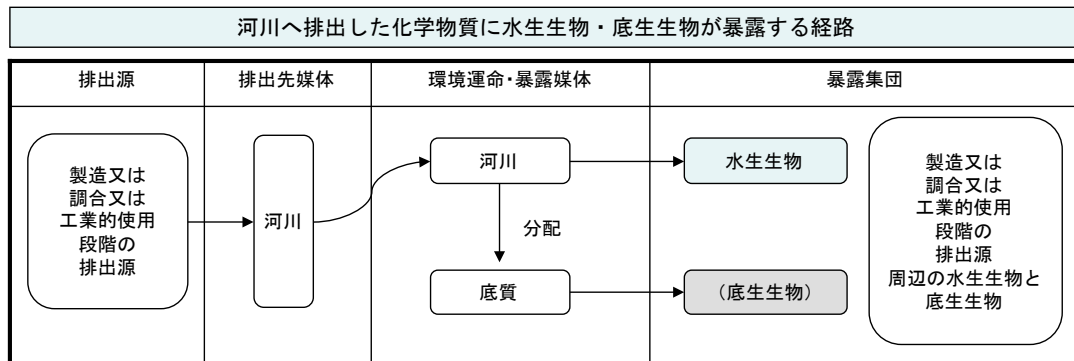 河川へ排出した化学物質に水生生物・底生生物が暴露する経路
排出源
排出先媒体
環境運命･暴露媒体
暴露集団
製造又は
調合又は
工業的使用
段階の
排出源
河川
河川
分配
底質
水生生物
（底生生物）
製造又は
調合又は
工業的使用
段階の
排出源
周辺の水生生物と
底生生物